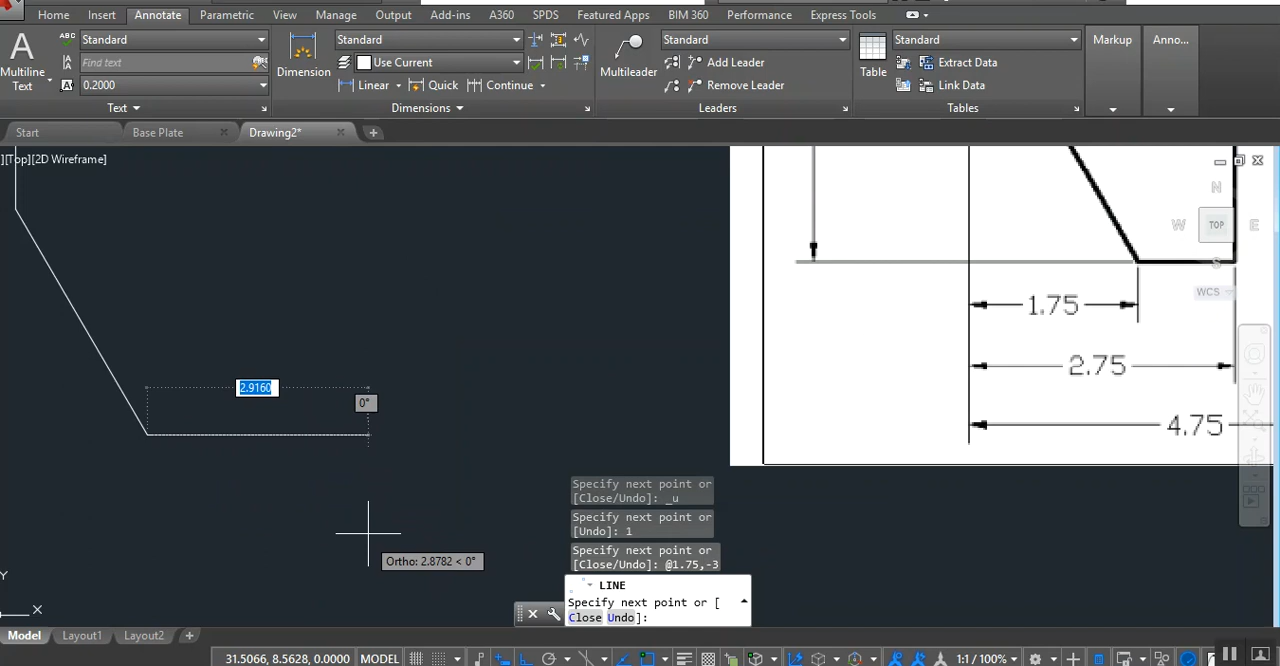 Home Insert Annotate Parametric View Manage Output Add-ins A360 SPDS Featured Apps BIM 360 Performance Express Tools
A Multiline Text
ABC Standard
Find text
0.2000
Text
Dimension
Standard
Use Current
Linear Quick Continue
Dimensions
Multileader
Standard
Add Leader
Remove Leader
Leaders
Table
Standard
Extract Data
Link Data
Tables
Markup
Anno...
Start Base Plate Drawing2*
][Top][2D Wireframe]
N
W TOP E
S
WCS
1.75
2.75
4.75
2.9160
0°
Ortho: 2.8782 < 0°
Specify next point or
[Close/Undo]: _u
Specify next point or
[Undo]: 1
Specify next point or
[Close/Undo]: @1.75,-3
LINE
Specify next point or [
Close Undo]:
Y
X
Model Layout1 Layout2
31.5066, 8.5628, 0.0000 MODEL 1:1 / 100%